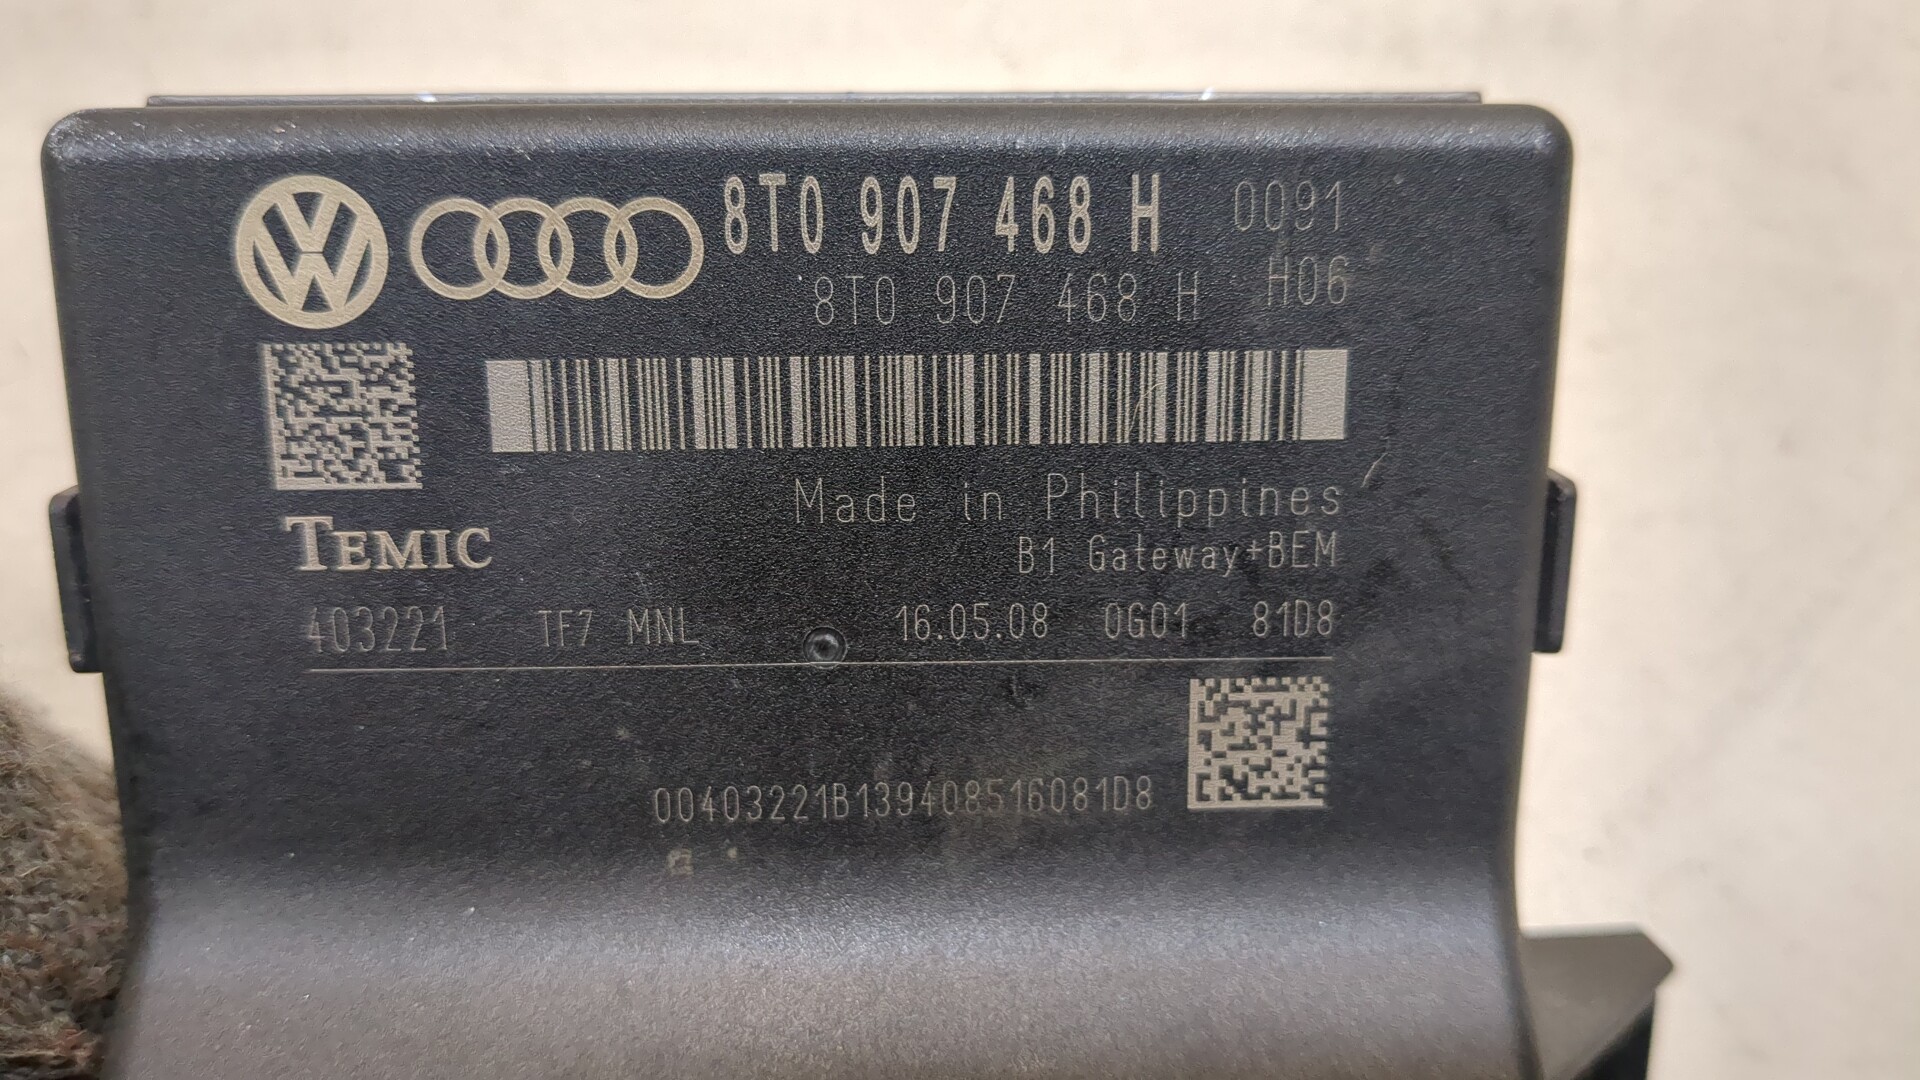 8T0 907 468 H 0091
8T0 907 468 H H06
Made in Philippines
TEMIC
B1 Gateway+BEM
403221 TF7 MNL 16.05.08 0G01 81D8
00403221B139408516081D8